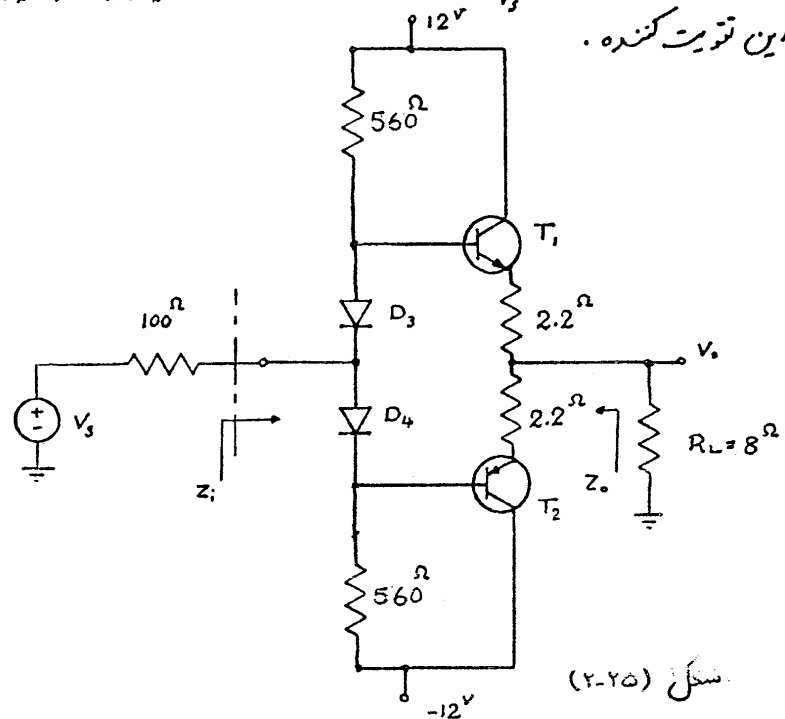 این تقویت کننده .
12ᵛ
560Ω
T₁
D₃
100Ω
2.2Ω
V₀
+
-
Vₛ
D₄
2.2Ω
R_L = 8Ω
Zᵢ
Z₀
T₂
560Ω
شکل (۲-۲۵)
-12ᵛ